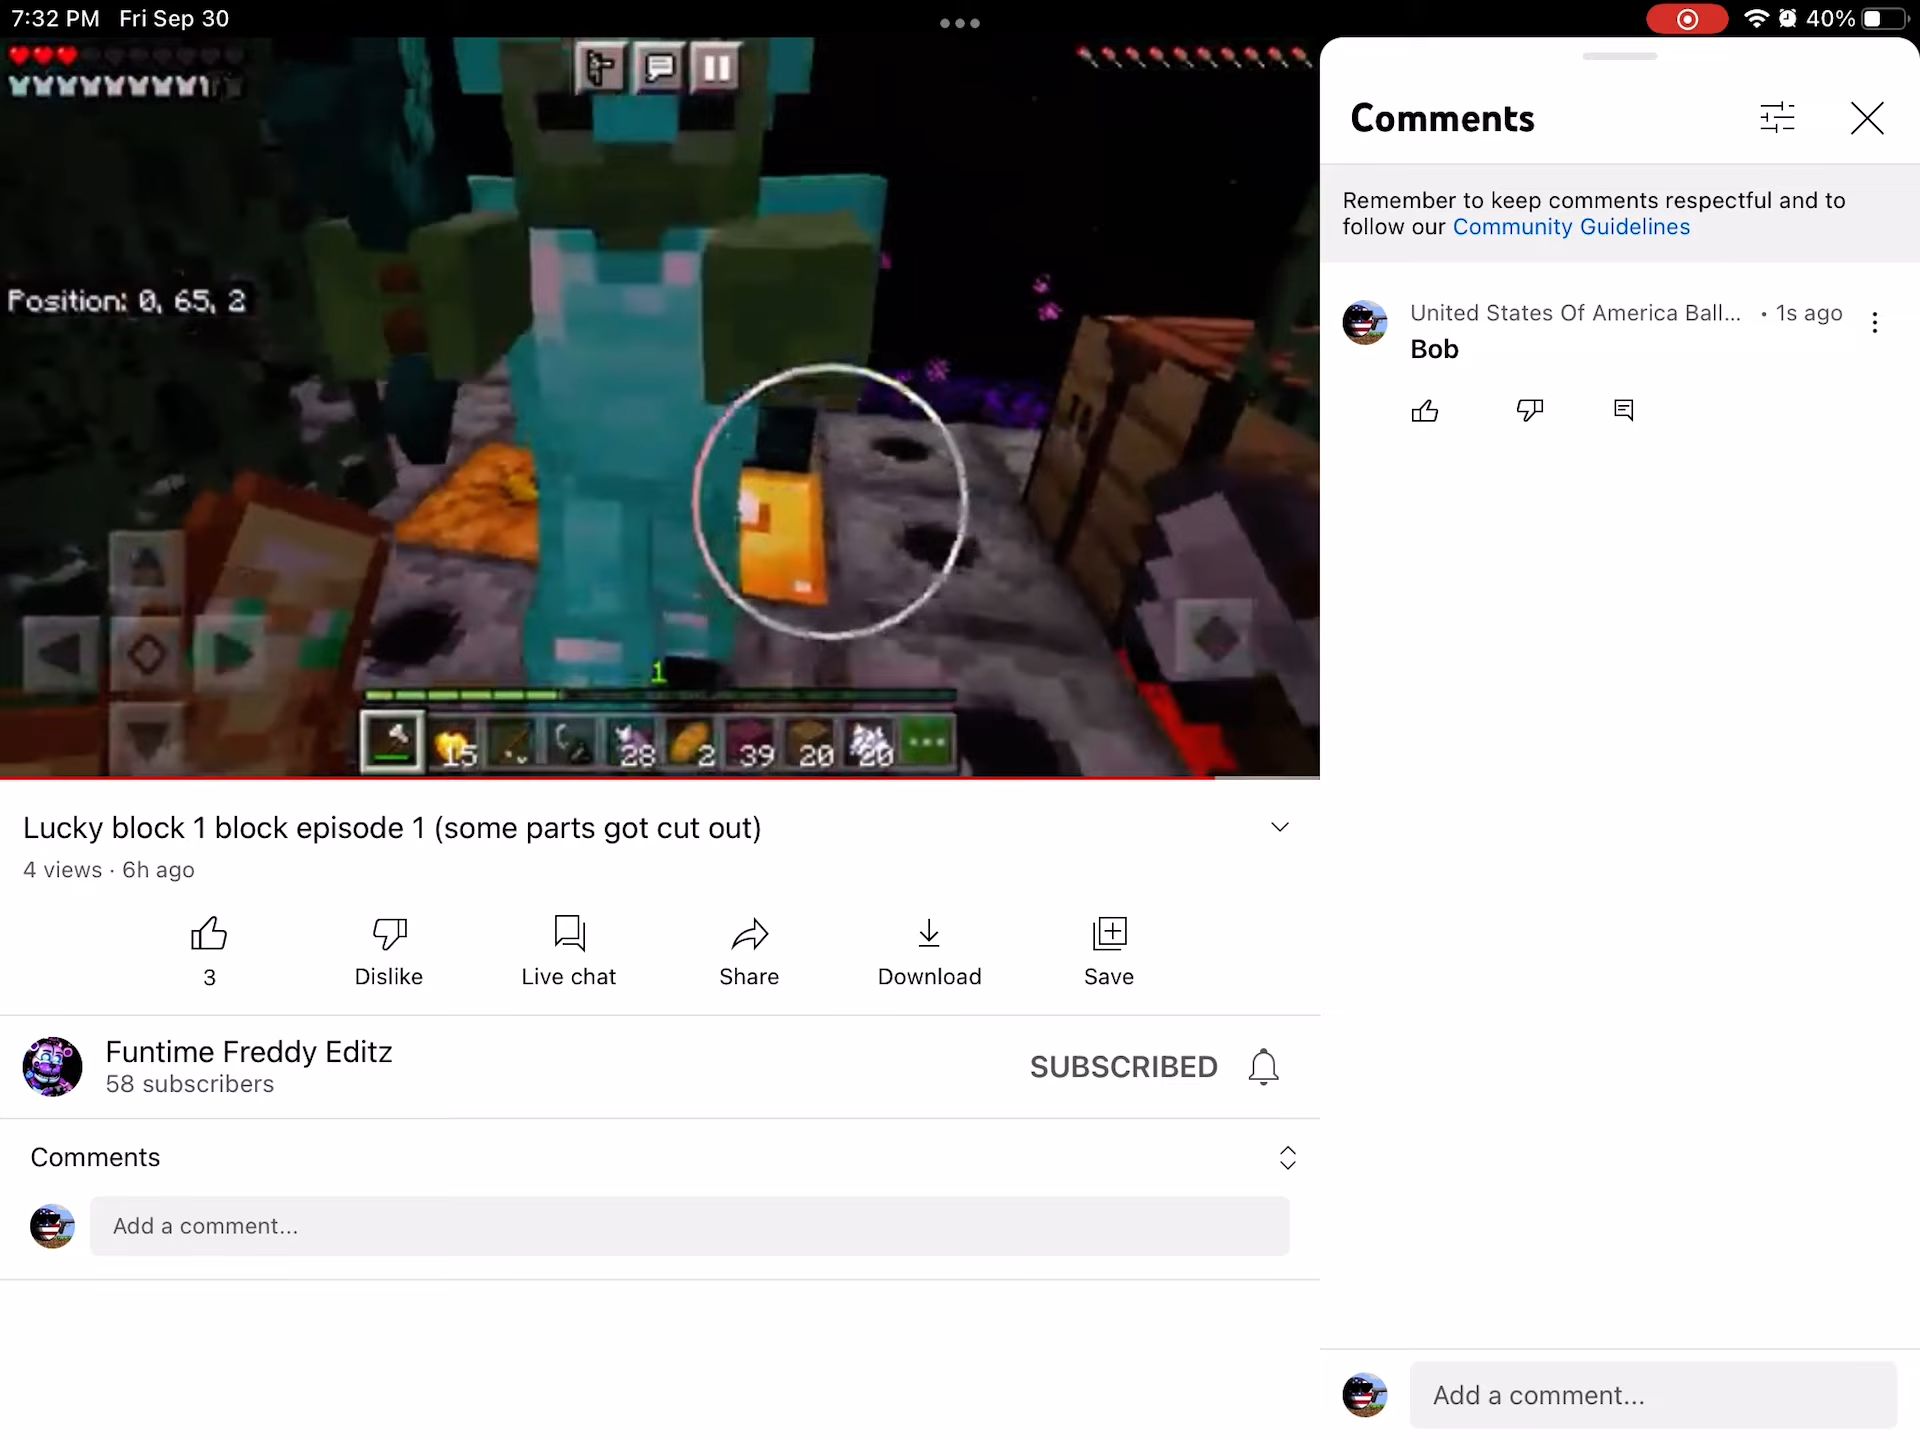 7:32 PM Fri Sep 30
40%
Position: 0, 65, 2
1
15
28
2
39
20
20
Lucky block 1 block episode 1 (some parts got cut out)
4 views · 6h ago
3
Dislike
Live chat
Share
Download
Save
Funtime Freddy Editz
58 subscribers
SUBSCRIBED
Comments
Add a comment...
Comments
Remember to keep comments respectful and to
follow our Community Guidelines
United States Of America Ball... · 1s ago
Bob
Add a comment...